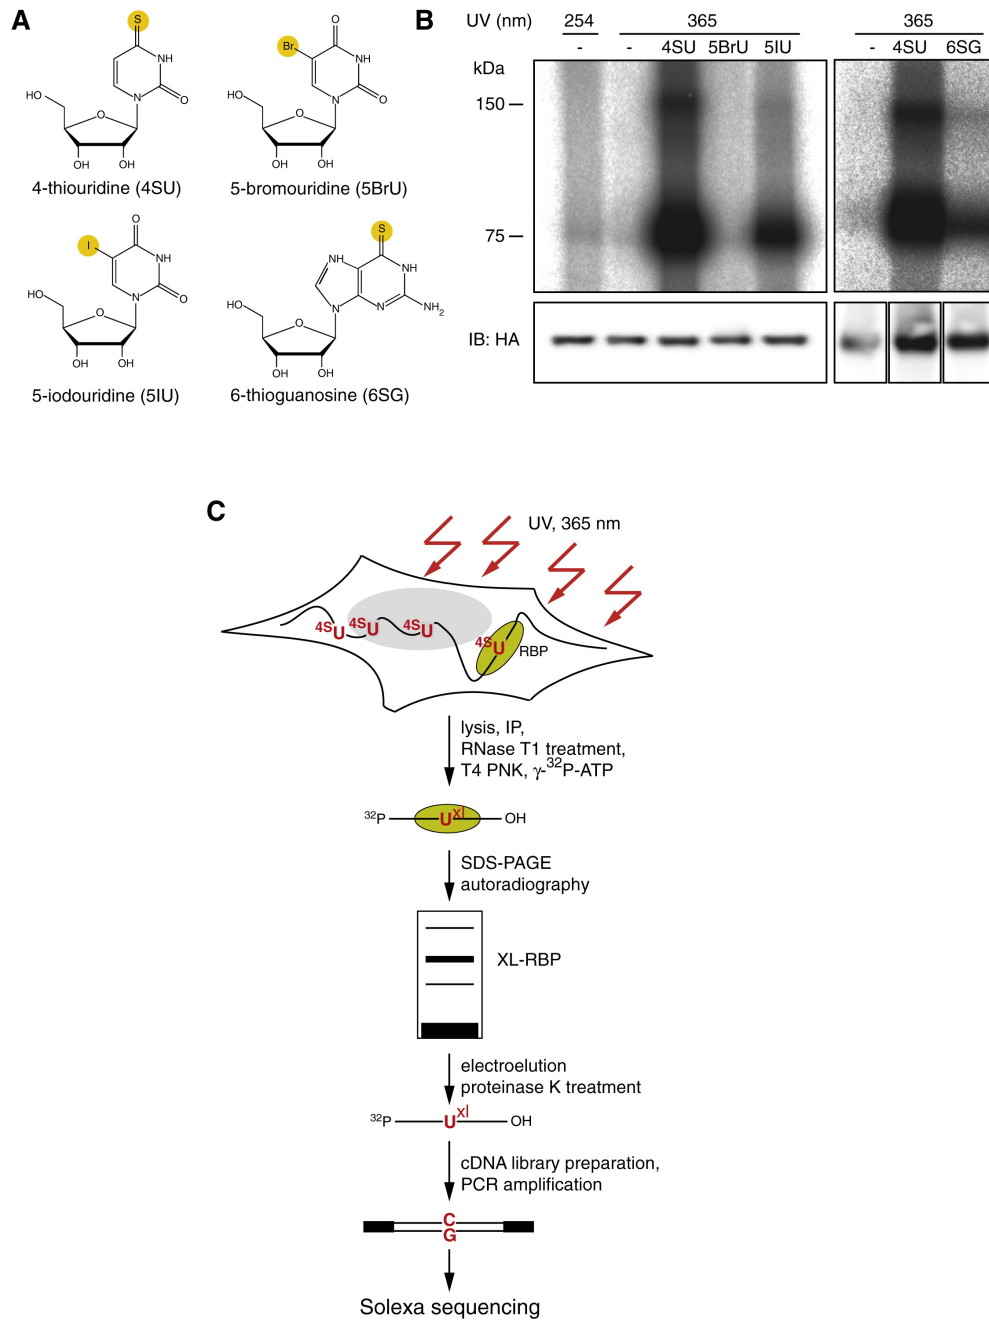 A
S
NH
N
O
HO
O
OH
OH
4-thiouridine (4SU)
O
Br
NH
N
O
HO
O
OH
OH
5-bromouridine (5BrU)
O
I
NH
N
O
HO
O
OH
OH
5-iodouridine (5IU)
S
N
NH
N
N
NH2
HO
O
OH
OH
6-thioguanosine (6SG)
B
UV (nm) 254 365 365
- - 4SU 5BrU 5IU - 4SU 6SG
kDa
150
75
IB: HA
C
UV, 365 nm
4SU 4SU 4SU 4SU RBP
lysis, IP,
RNase T1 treatment,
T4 PNK, γ-32P-ATP
32P U xl OH
SDS-PAGE
autoradiography
XL-RBP
electroelution
proteinase K treatment
32P U xl OH
cDNA library preparation,
PCR amplification
C
G
Solexa sequencing